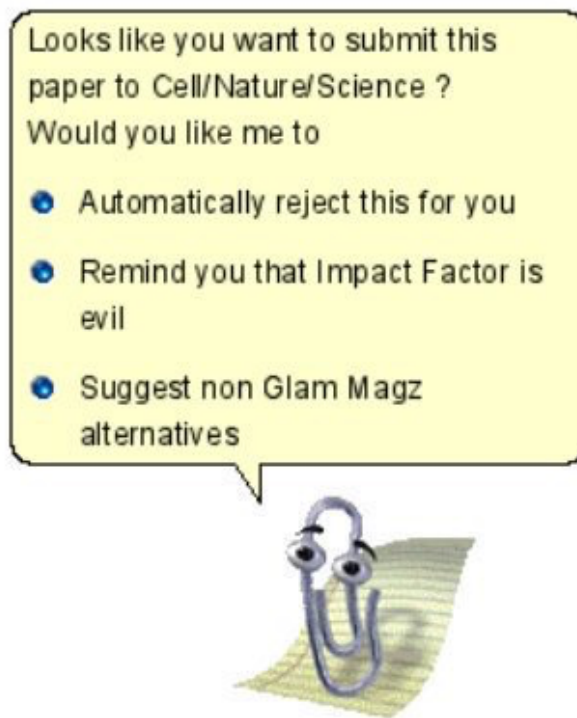 Looks like you want to submit this
paper to Cell/Nature/Science ?
Would you like me to
Automatically reject this for you
Remind you that Impact Factor is
evil
Suggest non Glam Magz
alternatives